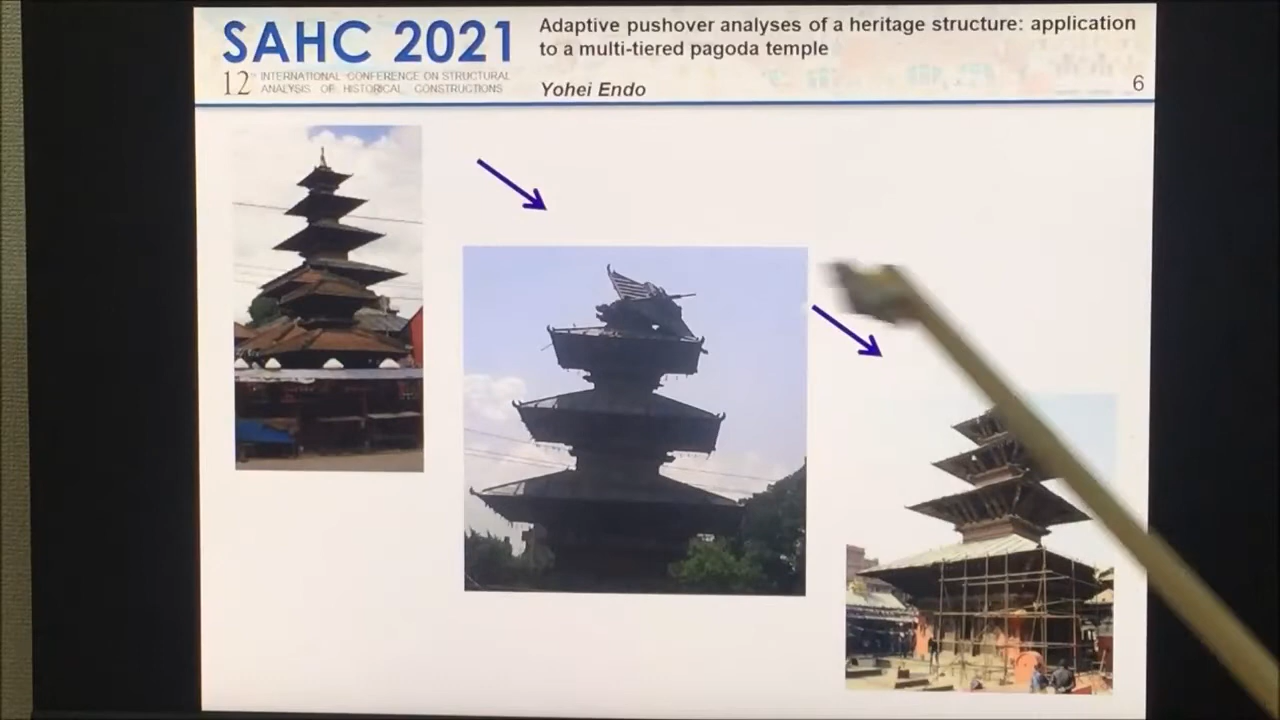 SAHC 2021
12th INTERNATIONAL CONFERENCE ON STRUCTURAL
ANALYSIS OF HISTORICAL CONSTRUCTIONS
Adaptive pushover analyses of a heritage structure: application
to a multi-tiered pagoda temple
Yohei Endo
6